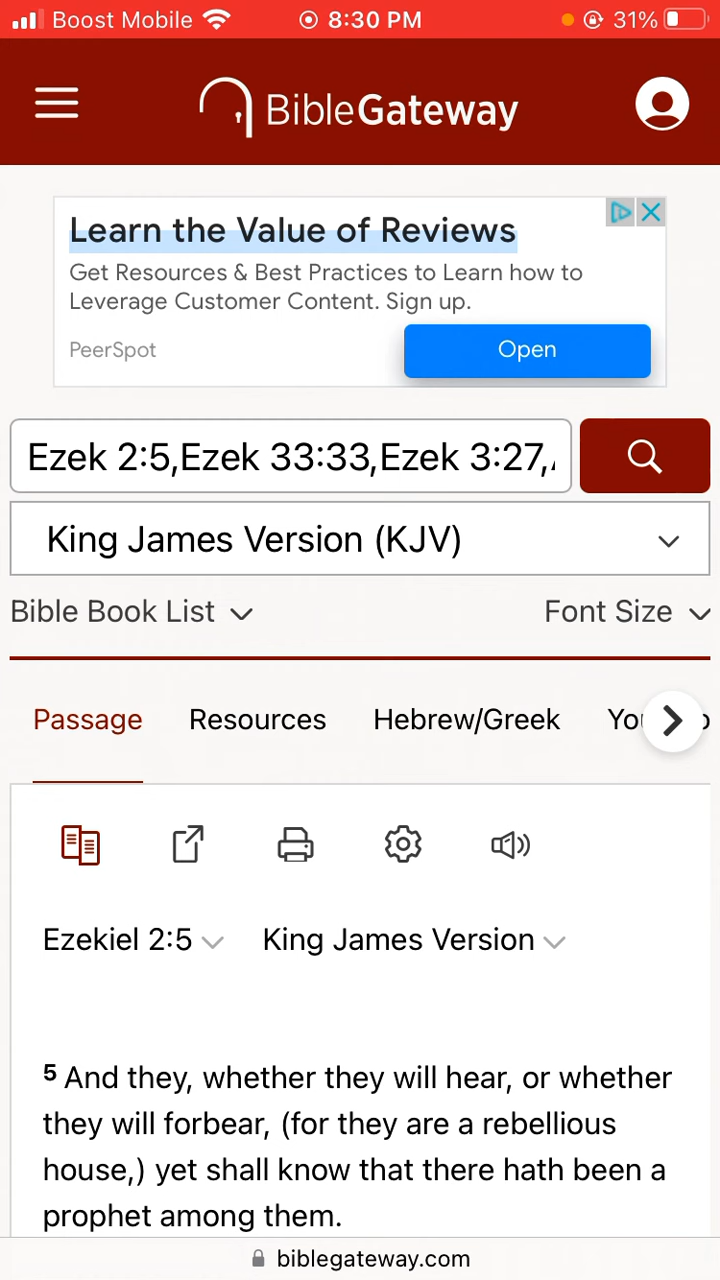 Boost Mobile 8:30 PM 31%
BibleGateway
Learn the Value of Reviews
Get Resources & Best Practices to Learn how to
Leverage Customer Content. Sign up.
PeerSpot Open
Ezek 2:5,Ezek 33:33,Ezek 3:27,
King James Version (KJV)
Bible Book List Font Size
Passage Resources Hebrew/Greek
Ezekiel 2:5 King James Version
5 And they, whether they will hear, or whether
they will forbear, (for they are a rebellious
house,) yet shall know that there hath been a
prophet among them.
biblegateway.com